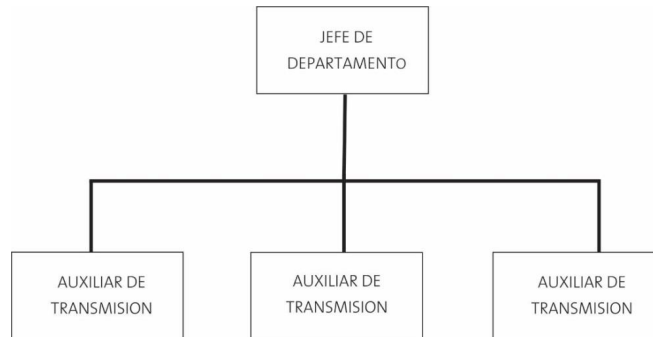 JEFE DE
DEPARTAMENTO
AUXILIAR DE
TRANSMISION
AUXILIAR DE
TRANSMISION
AUXILIAR DE
TRANSMISION